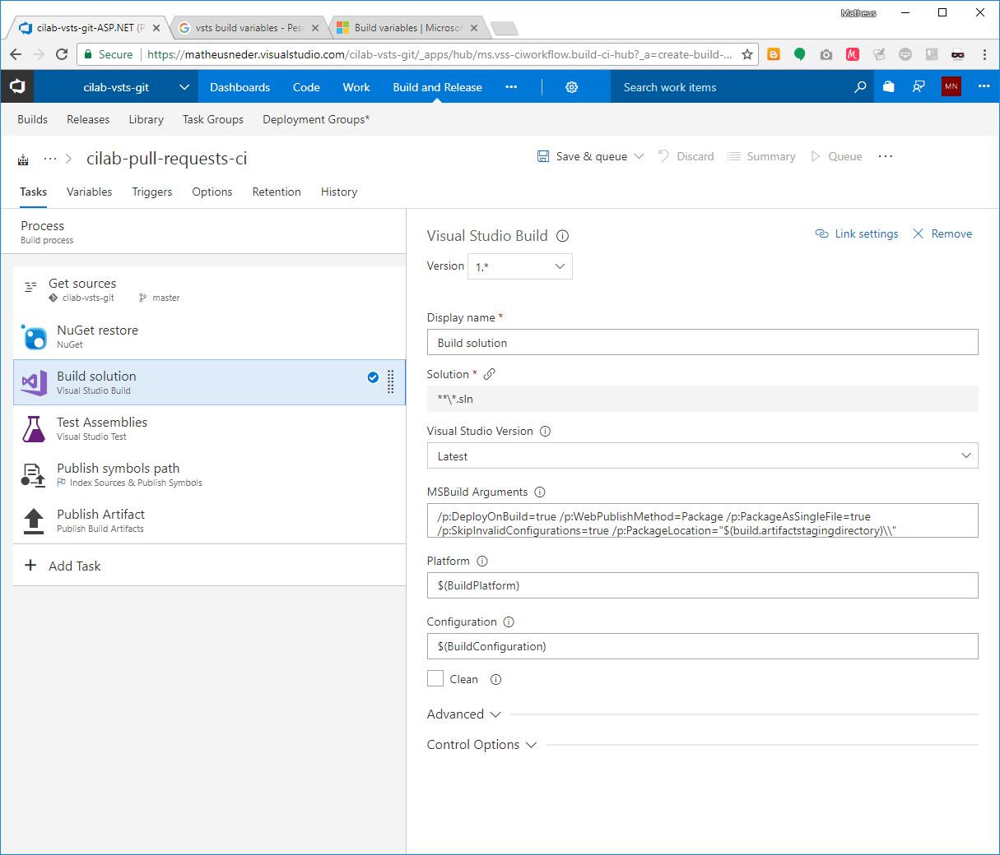 Matheus
cilab-vsts-git-ASP.NET (P
vsts build variables - Pesq
Build variables | Microsof
Secure
https://matheusneder.visualstudio.com/cilab-vsts-git/_apps/hub/ms.vss-ciworkflow.build-ci-hub?_a=create-build-...
cilab-vsts-git
Dashboards
Code
Work
Build and Release
Search work items
MN
Builds
Releases
Library
Task Groups
Deployment Groups*
... > cilab-pull-requests-ci
Save & queue
Discard
Summary
Queue
...
Tasks
Variables
Triggers
Options
Retention
History
Process
Build process
Get sources
cilab-vsts-git
master
NuGet restore
NuGet
Build solution
Visual Studio Build
Test Assemblies
Visual Studio Test
Publish symbols path
Index Sources & Publish Symbols
Publish Artifact
Publish Build Artifacts
+ Add Task
Visual Studio Build
Link settings
Remove
Version
1.*
Display name *
Build solution
Solution *
**\*.sln
Visual Studio Version
Latest
MSBuild Arguments
/p:DeployOnBuild=true /p:WebPublishMethod=Package /p:PackageAsSingleFile=true
/p:SkipInvalidConfigurations=true /p:PackageLocation="$(build.artifactstagingdirectory)\\"
Platform
$(BuildPlatform)
Configuration
$(BuildConfiguration)
Clean
Advanced
Control Options